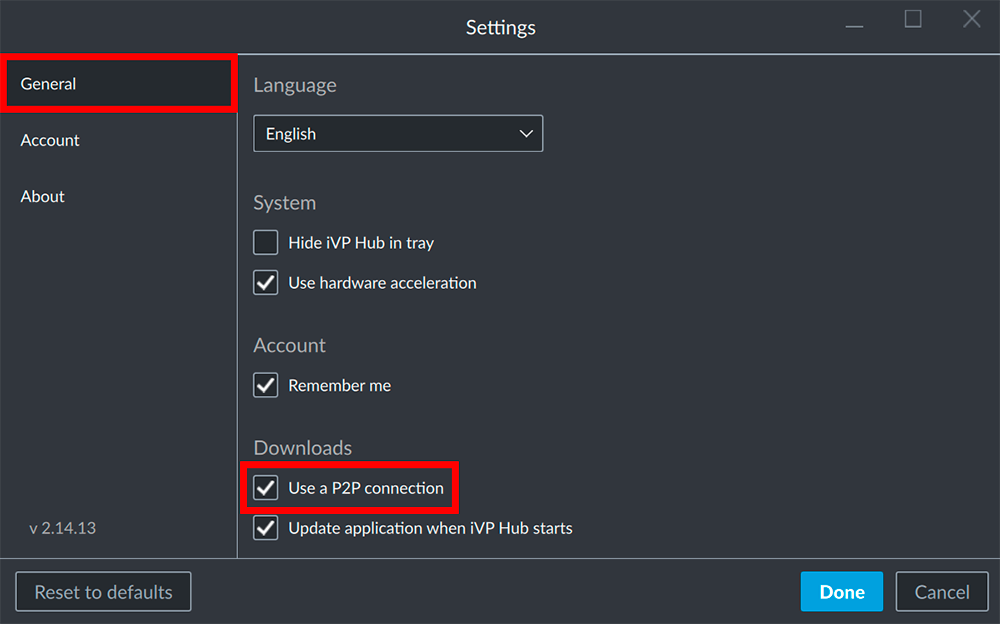 Settings
General
Account
About
v 2.14.13
Language
English
System
Hide iVP Hub in tray
Use hardware acceleration
Account
Remember me
Downloads
Use a P2P connection
Update application when iVP Hub starts
Reset to defaults
Done
Cancel